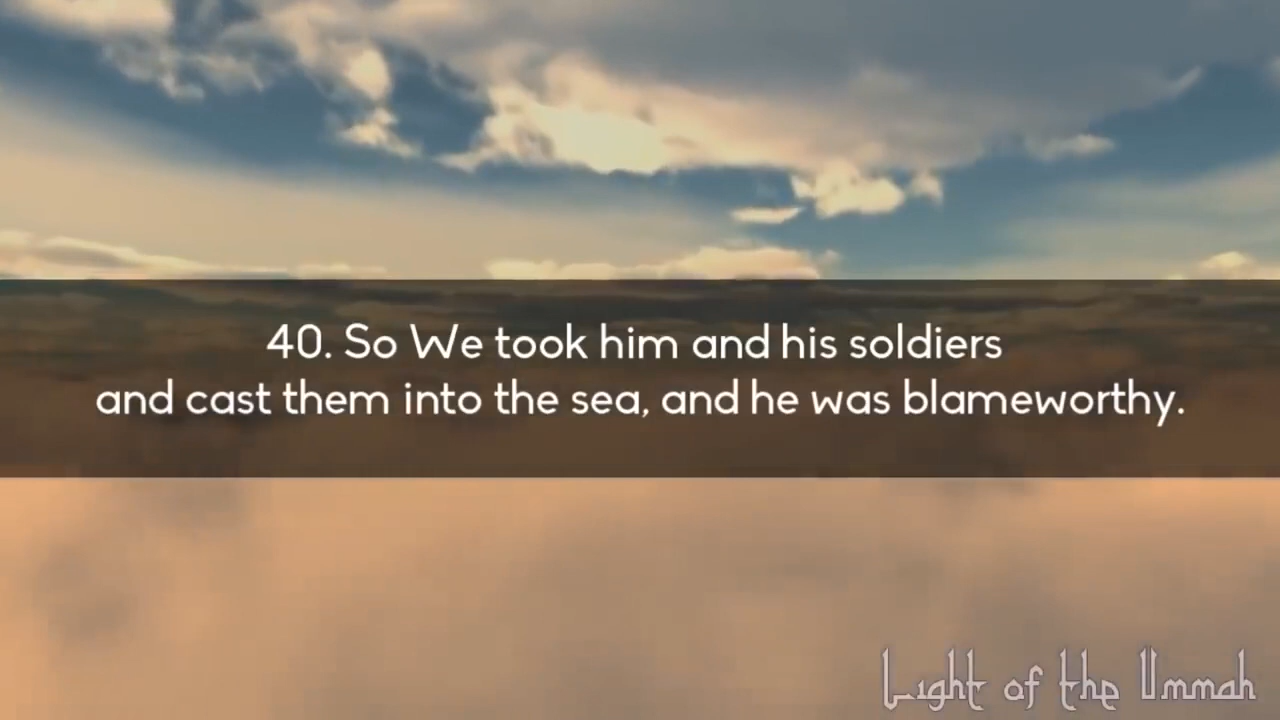 40. So We took him and his soldiers
and cast them into the sea, and he was blameworthy.
Light of the Ummah